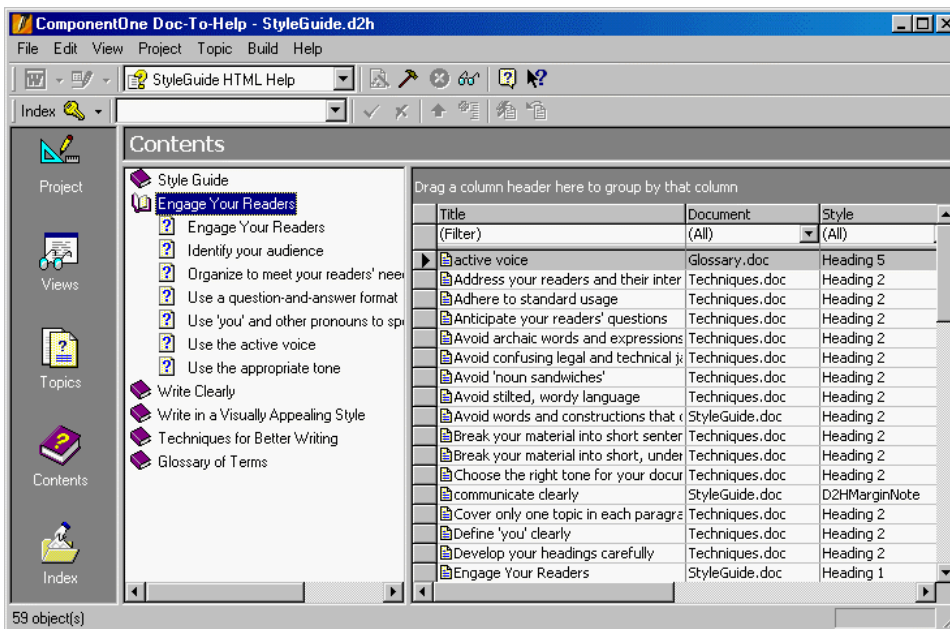 ComponentOne Doc-To-Help - StyleGuide.d2h
File Edit View Project Topic Build Help
StyleGuide HTML Help
Index
Contents
Project
Views
Topics
Contents
Index
Style Guide
Engage Your Readers
Engage Your Readers
Identify your audience
Organize to meet your readers' nee
Use a question-and-answer format
Use 'you' and other pronouns to sp
Use the active voice
Use the appropriate tone
Write Clearly
Write in a Visually Appealing Style
Techniques for Better Writing
Glossary of Terms
Drag a column header here to group by that column
Title Document Style
(Filter) (All) (All)
active voice Glossary.doc Heading 5
Address your readers and their inter Techniques.doc Heading 2
Adhere to standard usage Techniques.doc Heading 2
Anticipate your readers' questions Techniques.doc Heading 2
Avoid archaic words and expressions Techniques.doc Heading 2
Avoid confusing legal and technical j Techniques.doc Heading 2
Avoid 'noun sandwiches' Techniques.doc Heading 2
Avoid stilted, wordy language Techniques.doc Heading 2
Avoid words and constructions that StyleGuide.doc Heading 2
Break your material into short senter Techniques.doc Heading 2
Break your material into short, under Techniques.doc Heading 2
Choose the right tone for your docur Techniques.doc Heading 2
communicate clearly StyleGuide.doc D2HMarginNote
Cover only one topic in each paragra Techniques.doc Heading 2
Define 'you' clearly Techniques.doc Heading 2
Develop your headings carefully Techniques.doc Heading 2
Engage Your Readers StyleGuide.doc Heading 1
59 object(s)